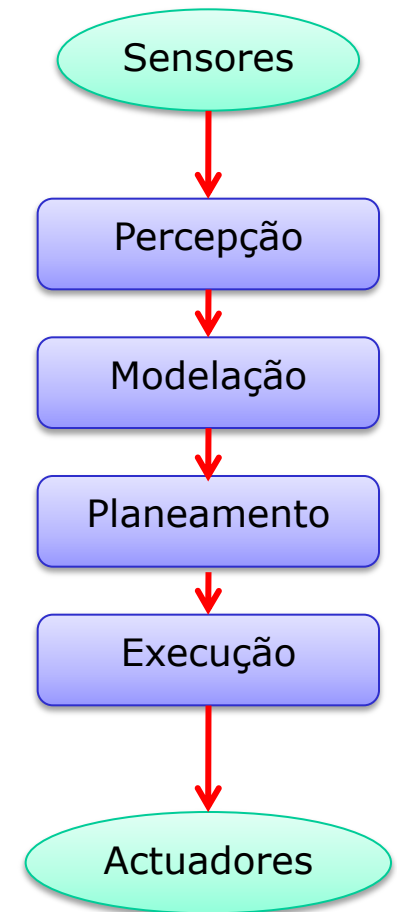 Sensores
Percepção
Modelação
Planeamento
Execução
Actuadores